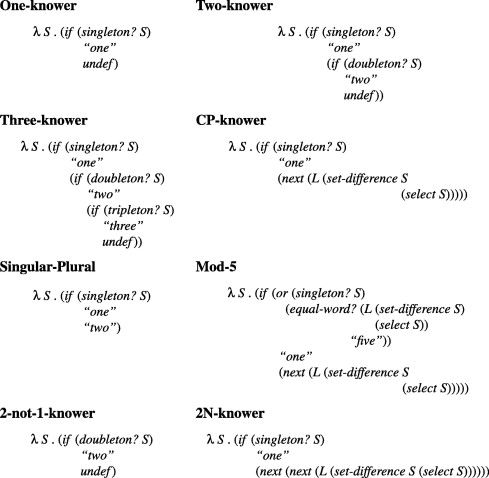 One-knower
λ S . (if (singleton? S)
“one”
undef)
Two-knower
λ S . (if (singleton? S)
“one”
(if (doubleton? S)
“two”
undef))
Three-knower
λ S . (if (singleton? S)
“one”
(if (doubleton? S)
“two”
(if (tripleton? S)
“three”
undef))
CP-knower
λ S . (if (singleton? S)
“one”
(next (L (set-difference S
(select S)))))
Singular-Plural
λ S . (if (singleton? S)
“one”
“two”)
Mod-5
λ S . (if (or (singleton? S)
(equal-word? (L (set-difference S)
(select S))
“five”))
“one”
(next (L (set-difference S
(select S)))))
2-not-1-knower
λ S . (if (doubleton? S)
“two”
undef)
2N-knower
λ S . (if (singleton? S)
“one”
(next (next (L (set-difference S (select S))))))